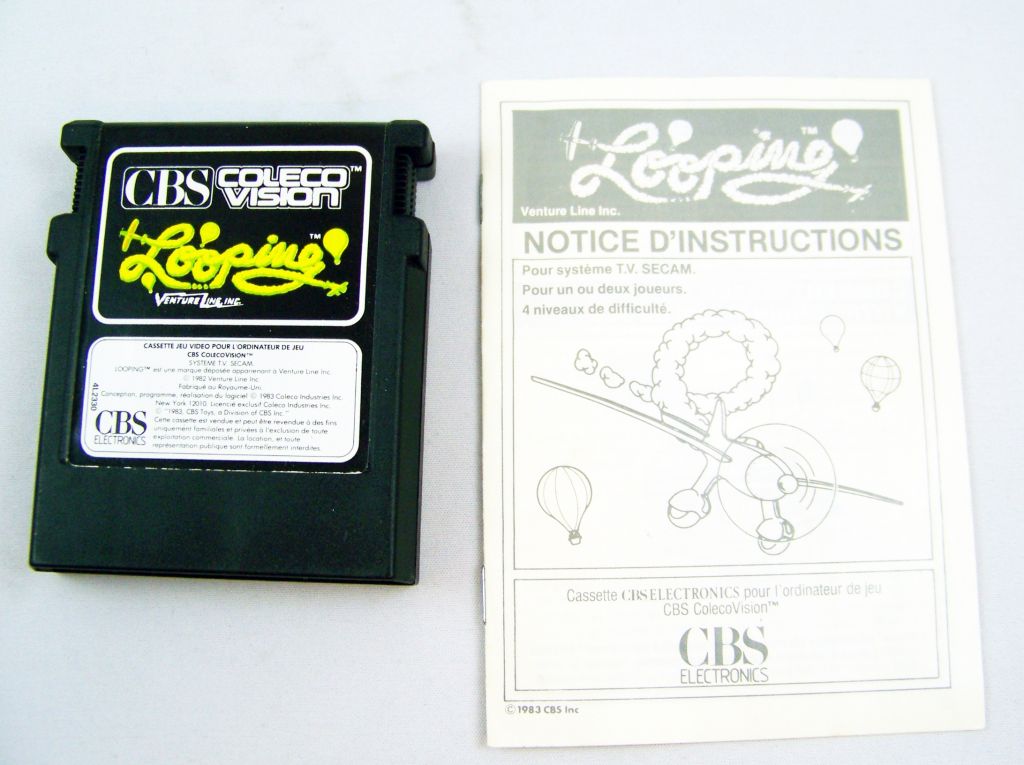 CBS COLECO VISION™
Looping™
VENTURE LINE, INC.
CASSETTE JEU VIDEO POUR L'ORDINATEUR DE JEU
CBS COLECOVISION™
SYSTEME T.V. SECAM.
LOOPING™ est une marque déposée appartenant à Venture Line Inc.
© 1982 Venture Line Inc.
Fabriqué au Royaume-Uni.
Conception, programme, réalisation du logiciel © 1983 Coleco Industries Inc.
New York 12010. Licencié exclusif Coleco Industries Inc.
© "1983, CBS Toys, a Division of CBS Inc."
Cette cassette est vendue et peut être revendue à des fins
uniquement familiales et privées à l'exclusion de toute
exploitation commerciale. La location, et toute
représentation publique sont formellement interdites.
4L2330
CBS
ELECTRONICS
Looping™
Venture Line Inc.
NOTICE D'INSTRUCTIONS
Pour système T.V. SECAM.
Pour un ou deux joueurs.
4 niveaux de difficulté.
Cassette CBS ELECTRONICS pour l'ordinateur de jeu
CBS ColecoVision™
CBS
ELECTRONICS
© 1983 CBS Inc